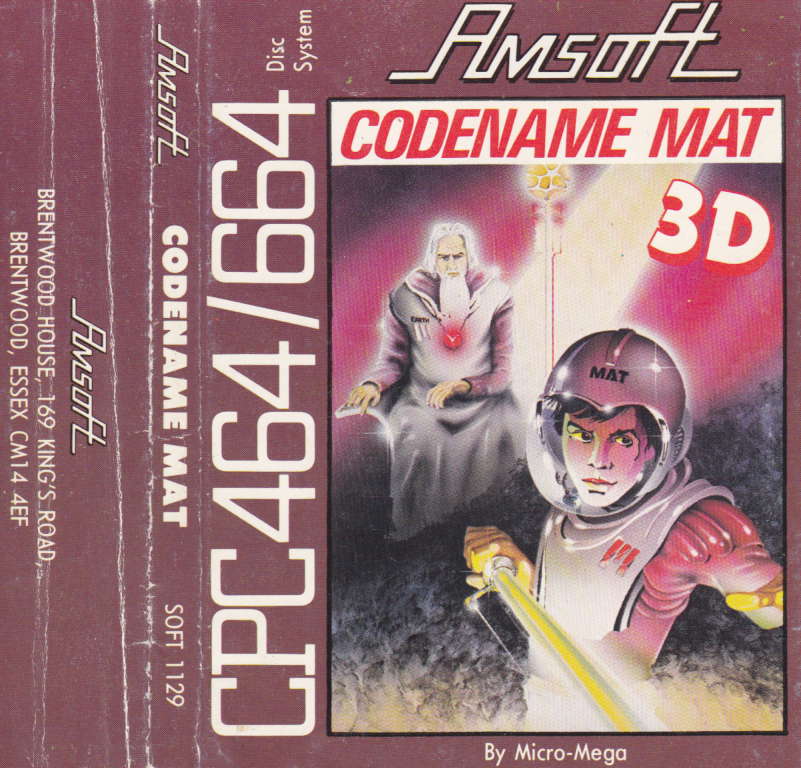 Amsoft
BRENTWOOD HOUSE, 169 KING'S ROAD,
BRENTWOOD, ESSEX CM14 4EF
Amsoft
CODENAME MAT
SOFT 1129
CPC464/664
Disc
System
Amsoft
CODENAME MAT
3D
EARTH
MAT
By Micro-Mega